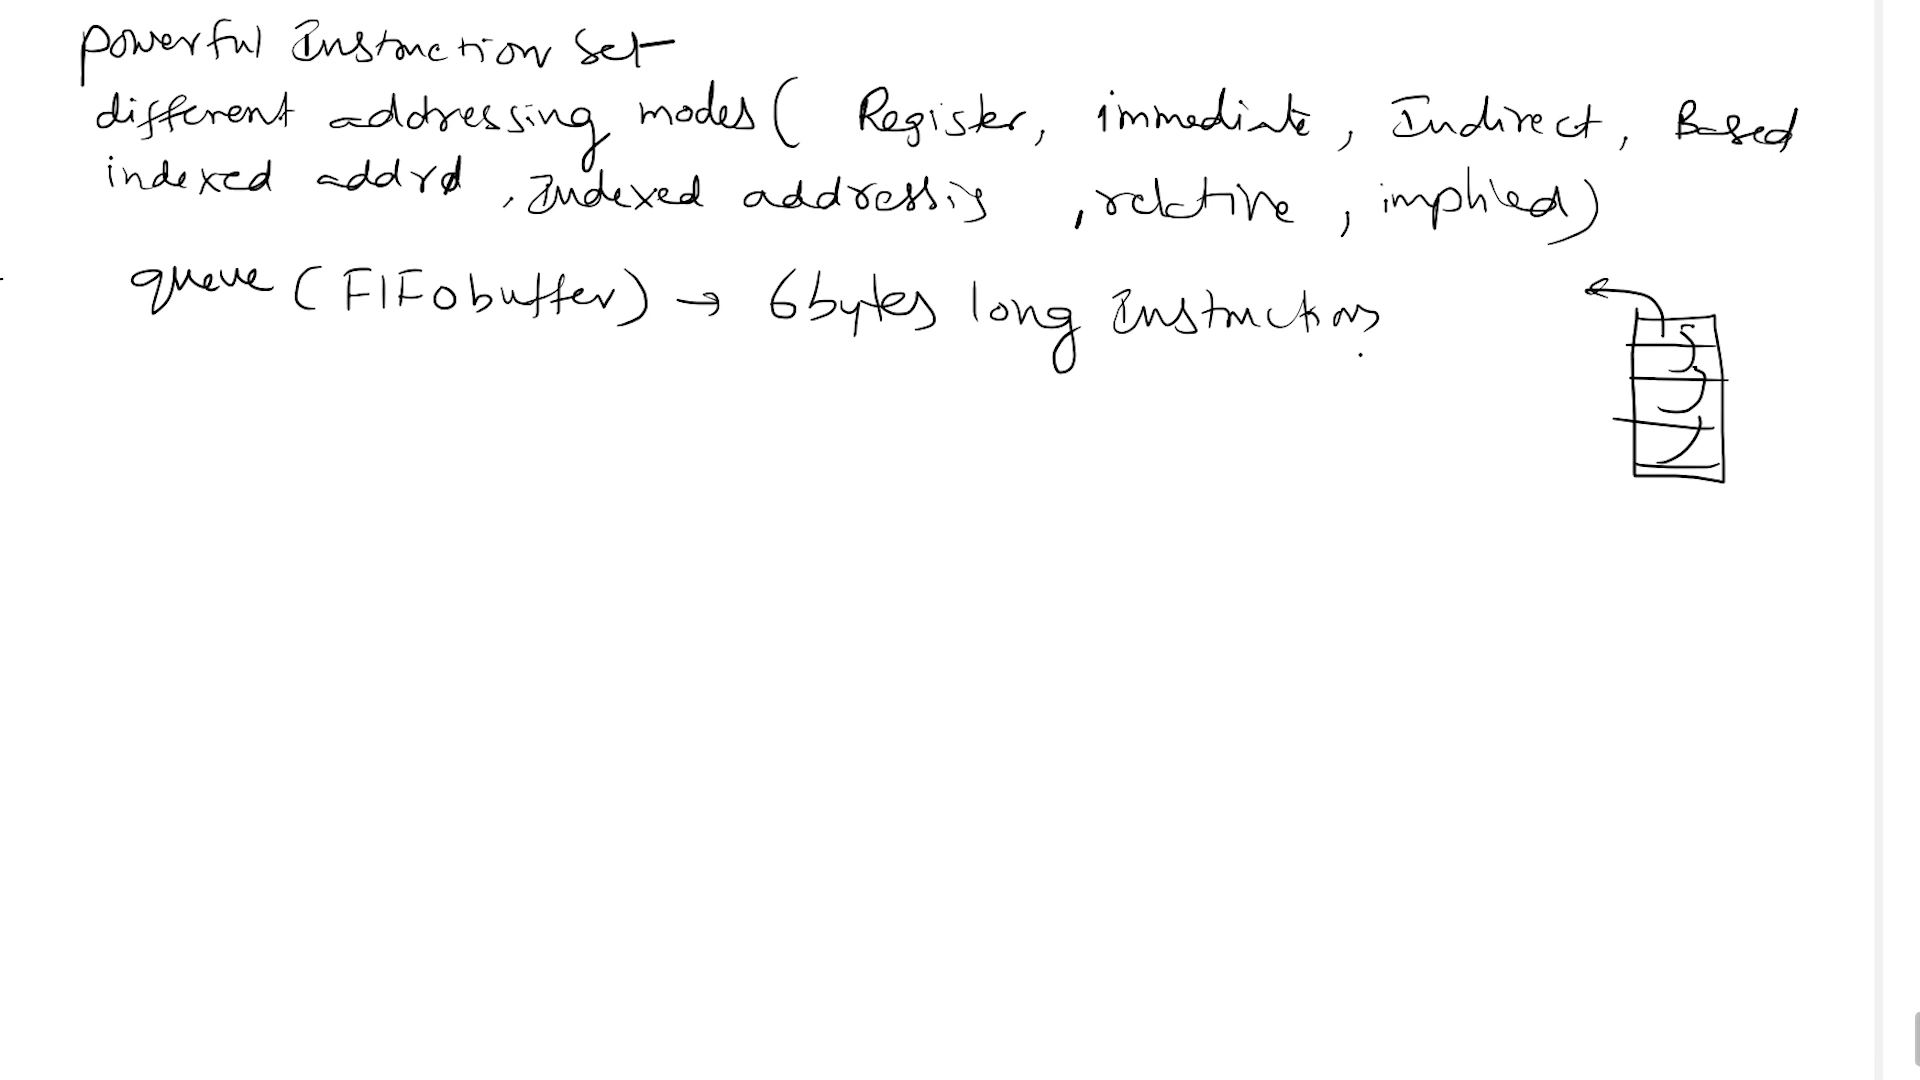 powerful Instruction Set
different addressing modes ( Register, immediate, Indirect, Based
indexed addrd, Indexed addressig, relative, implied)
queue (FIFO buffer) → 6 bytes long Instructions